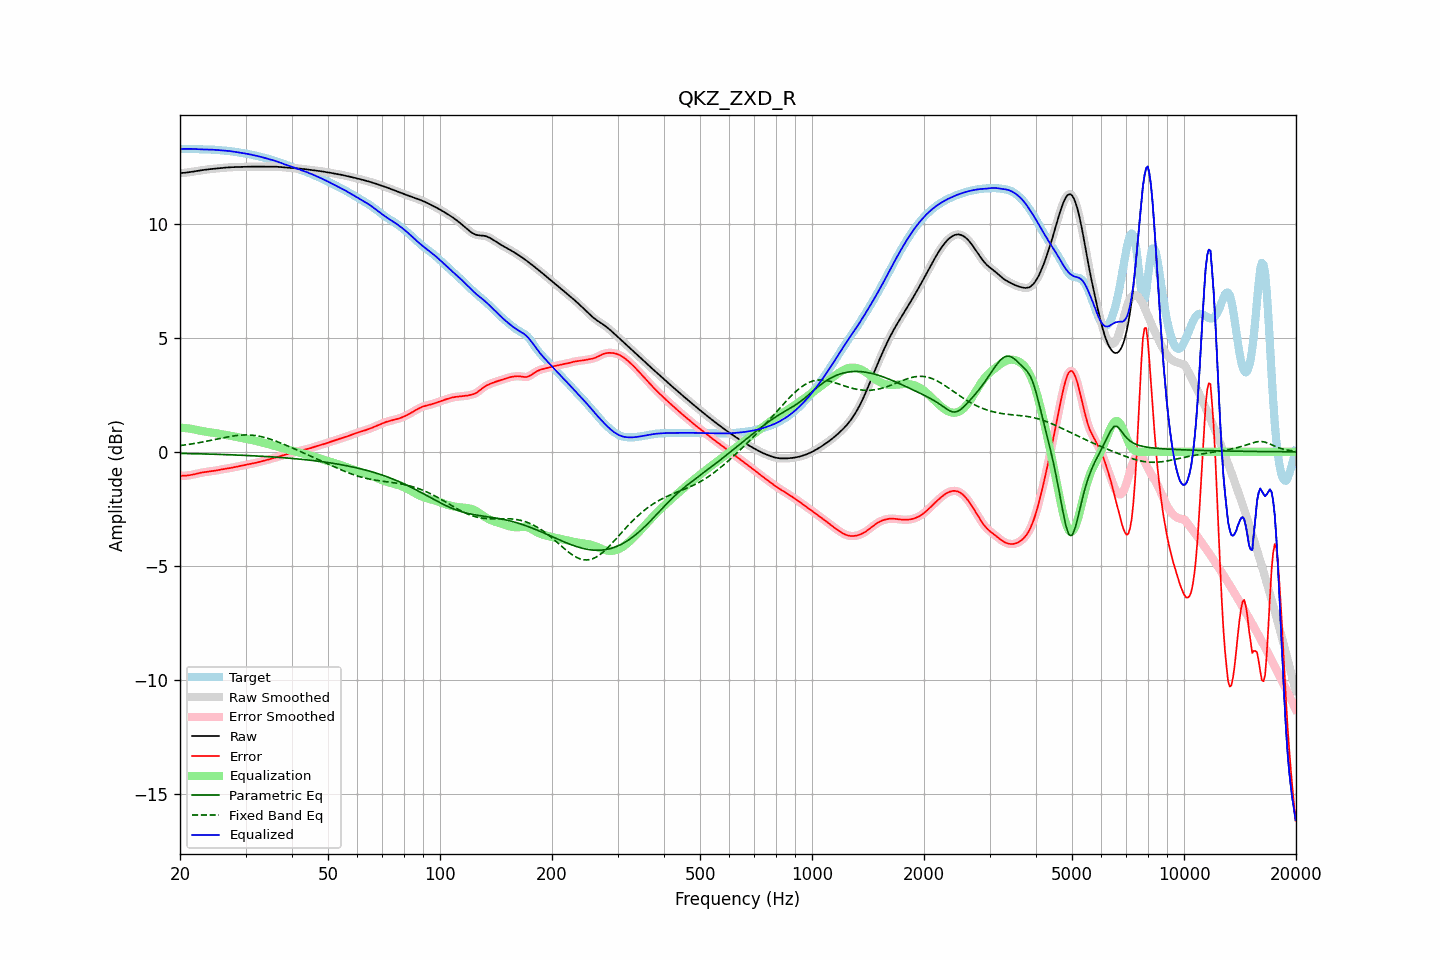 QKZ_ZXD_R
Amplitude (dBr)
10
5
0
−5
−10
−15
Target
Raw Smoothed
Error Smoothed
Raw
Error
Equalization
Parametric Eq
Fixed Band Eq
Equalized
20 50 100 200 500 1000 2000 5000 10000 20000
Frequency (Hz)